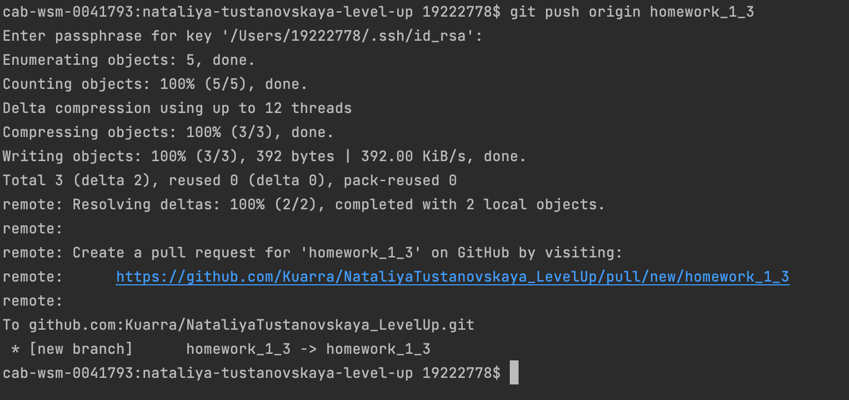 cab-wsm-0041793:nataliya-tustanovskaya-level-up 19222778$ git push origin homework_1_3
Enter passphrase for key '/Users/19222778/.ssh/id_rsa':
Enumerating objects: 5, done.
Counting objects: 100% (5/5), done.
Delta compression using up to 12 threads
Compressing objects: 100% (3/3), done.
Writing objects: 100% (3/3), 392 bytes | 392.00 KiB/s, done.
Total 3 (delta 2), reused 0 (delta 0), pack-reused 0
remote: Resolving deltas: 100% (2/2), completed with 2 local objects.
remote:
remote: Create a pull request for 'homework_1_3' on GitHub by visiting:
remote:      https://github.com/Kuarra/NataliyaTustanovskaya_LevelUp/pull/new/homework_1_3
remote:
To github.com:Kuarra/NataliyaTustanovskaya_LevelUp.git
 * [new branch]      homework_1_3 -> homework_1_3
cab-wsm-0041793:nataliya-tustanovskaya-level-up 19222778$